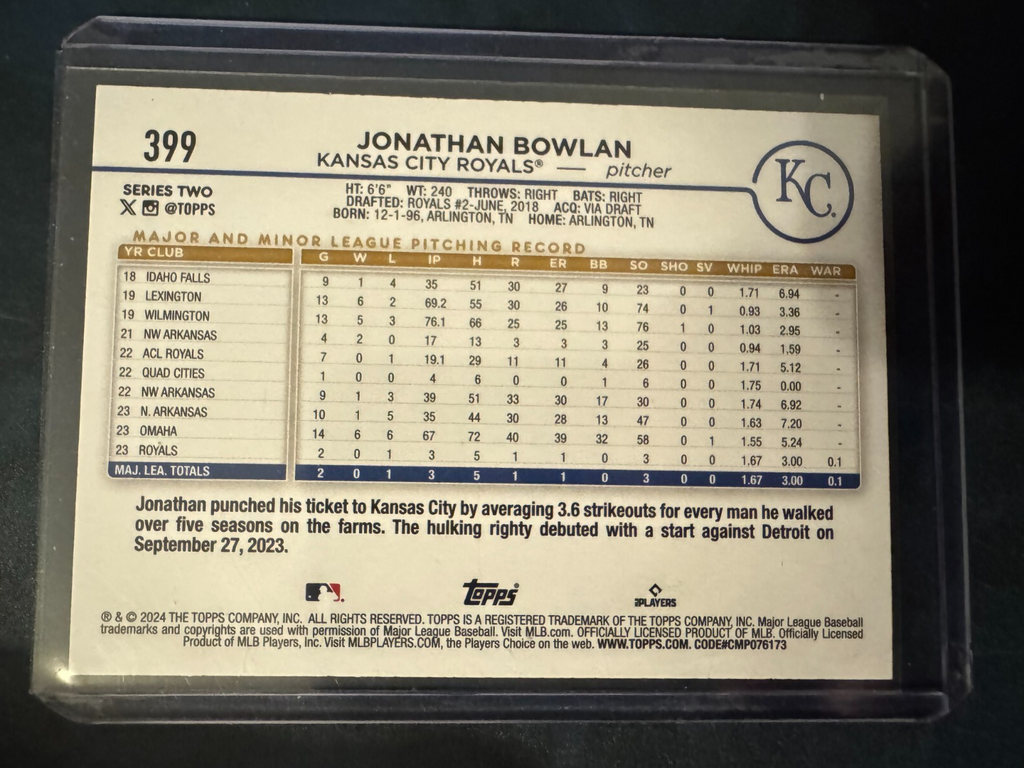 399
JONATHAN BOWLAN
KANSAS CITY ROYALS® — pitcher
KC
SERIES TWO
X @TOPPS
HT: 6'6" WT: 240 THROWS: RIGHT BATS: RIGHT
DRAFTED: ROYALS #2-JUNE, 2018 ACQ: VIA DRAFT
BORN: 12-1-96, ARLINGTON, TN HOME: ARLINGTON, TN
MAJOR AND MINOR LEAGUE PITCHING RECORD
YR CLUB G W L IP H R ER BB SO SHO SV WHIP ERA WAR
18 IDAHO FALLS 9 1 4 35 51 30 27 9 23 0 0 1.71 6.94 -
19 LEXINGTON 13 6 2 69.2 55 30 26 10 74 0 1 0.93 3.36 -
19 WILMINGTON 13 5 3 76.1 66 25 25 13 76 1 0 1.03 2.95 -
21 NW ARKANSAS 4 2 0 17 13 3 3 3 25 0 0 0.94 1.59 -
22 ACL ROYALS 7 0 1 19.1 29 11 11 4 26 0 0 1.71 5.12 -
22 QUAD CITIES 1 0 0 4 6 0 0 1 6 0 0 1.75 0.00 -
22 NW ARKANSAS 9 1 3 39 51 33 30 17 30 0 0 1.74 6.92 -
23 N. ARKANSAS 10 1 5 35 44 30 28 13 47 0 0 1.63 7.20 -
23 OMAHA 14 6 6 67 72 40 39 32 58 0 1 1.55 5.24 -
23 ROYALS 2 0 1 3 5 1 1 0 3 0 0 1.67 3.00 0.1
MAJ. LEA. TOTALS 2 0 1 3 5 1 1 0 3 0 0 1.67 3.00 0.1
Jonathan punched his ticket to Kansas City by averaging 3.6 strikeouts for every man he walked
over five seasons on the farms. The hulking righty debuted with a start against Detroit on
September 27, 2023.
Topps
PLAYERS
® & © 2024 THE TOPPS COMPANY, INC. ALL RIGHTS RESERVED. TOPPS IS A REGISTERED TRADEMARK OF THE TOPPS COMPANY, INC. Major League Baseball
trademarks and copyrights are used with permission of Major League Baseball. Visit MLB.com. OFFICIALLY LICENSED PRODUCT OF MLB. Officially Licensed
Product of MLB Players, Inc. Visit MLBPLAYERS.COM, the Players Choice on the web. WWW.TOPPS.COM. CODE#CMP076173